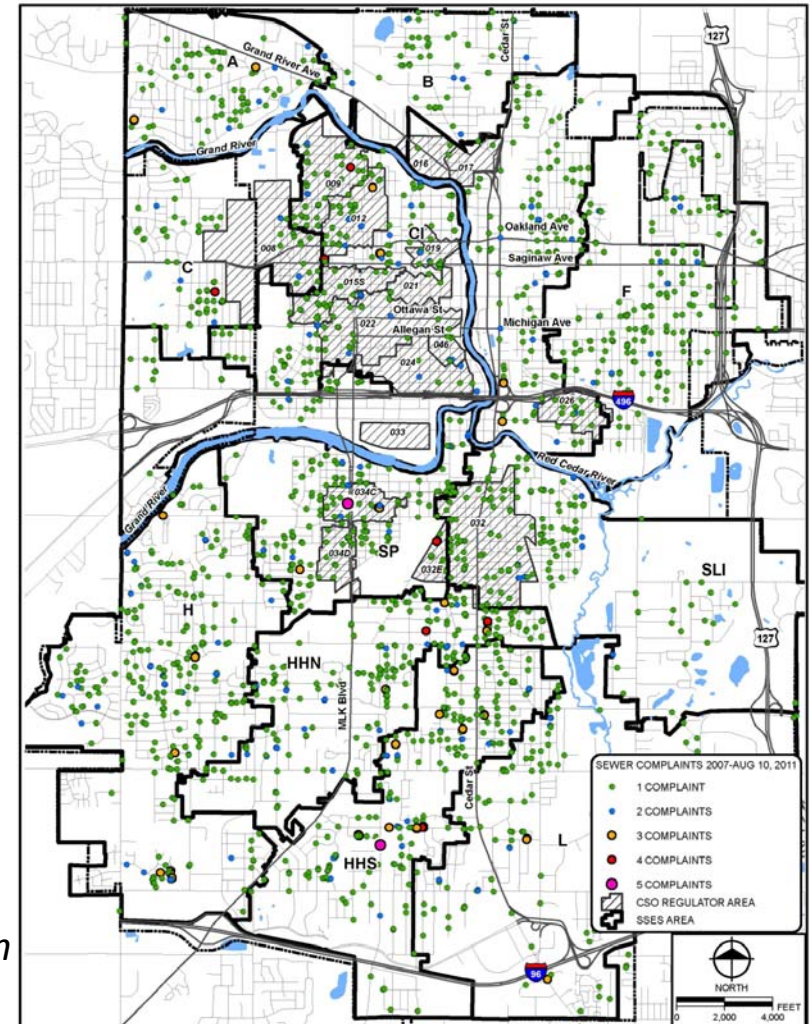 127
Cedar St
A
Grand River Ave
B
Grand River
016
017
009
012
CI
Oakland Ave
019
008
Saginaw Ave
C
015S
021
F
Ottawa St
022
Michigan Ave
Allegan St
046
024
496
026
033
Red Cedar River
Grand River
034C
032
034D
SP
032E
SLI
H
127
HHN
MLK Blvd
Cedar St
SEWER COMPLAINTS 2007-AUG 10, 2011
1 COMPLAINT
2 COMPLAINTS
3 COMPLAINTS
4 COMPLAINTS
5 COMPLAINTS
CSO REGULATOR AREA
SSES AREA
L
HHS
n
96
NORTH
0 2,000 4,000 FEET